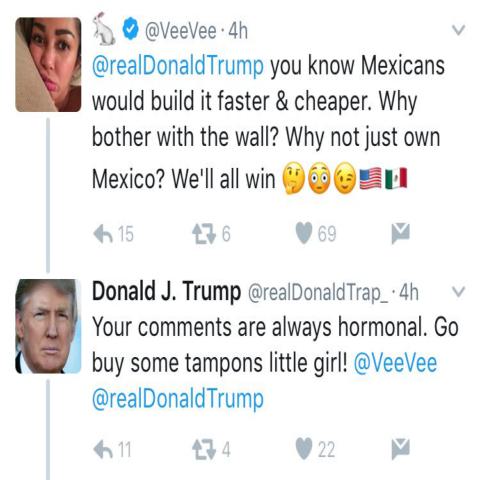 🐇 @VeeVee · 4h
@realDonaldTrump you know Mexicans
would build it faster & cheaper. Why
bother with the wall? Why not just own
Mexico? We'll all win 🤔😳😉🇺🇸🇲🇽
15 6 69
Donald J. Trump @realDonaldTrap_ · 4h
Your comments are always hormonal. Go
buy some tampons little girl! @VeeVee
@realDonaldTrump
11 4 22